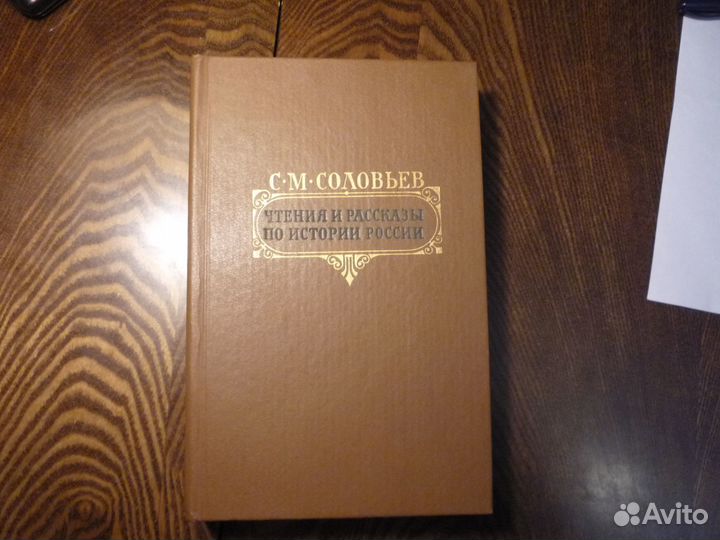 С·М·СОЛОВЬЕВ
ЧТЕНИЯ И РАССКАЗЫ
ПО ИСТОРИИ РОССИИ
Avito